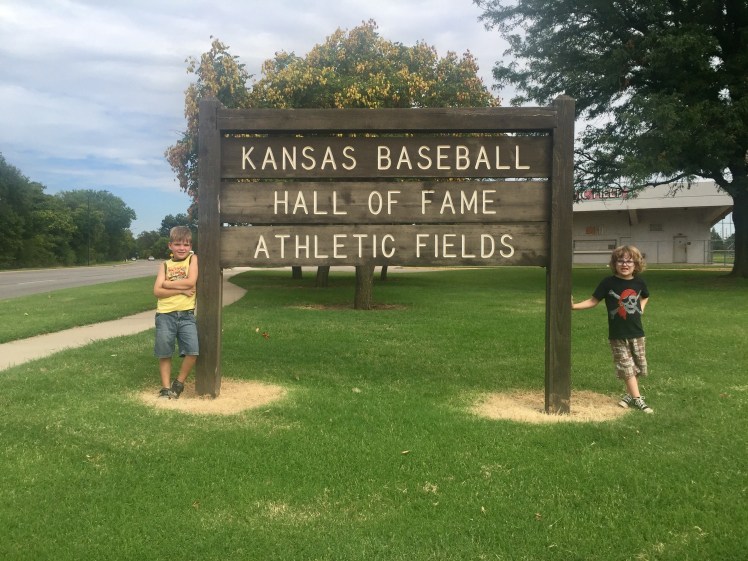 KANSAS BASEBALL
HALL OF FAME
ATHLETIC FIELDS